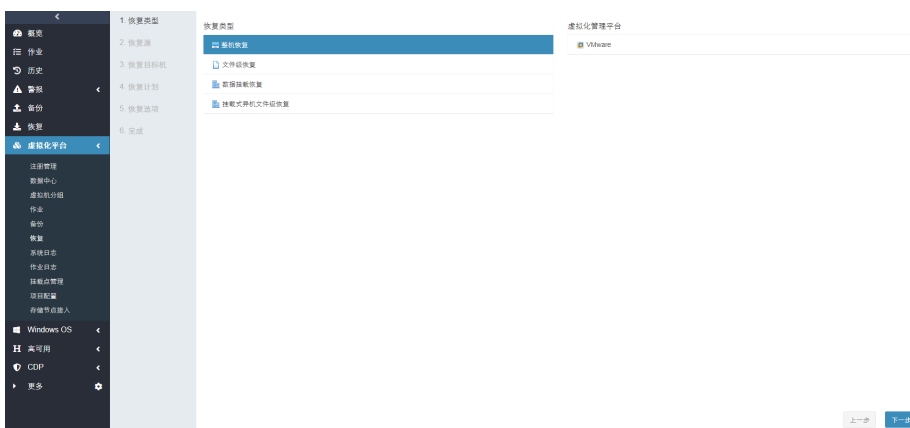 概览
作业
历史
警报
备份
恢复
虚拟化平台
注册管理
数据中心
虚拟机分组
作业
备份
恢复
系统日志
作业日志
挂载点管理
项目配量
存储节点接入
Windows OS
高可用
CDP
更多
1. 恢复类型
2. 恢复源
3. 恢复目标机
4. 恢复计划
5. 恢复选项
6. 完成
恢复类型
整机恢复
文件级恢复
数据挂载恢复
挂载式异机文件级恢复
虚拟化管理平台
VMware
上一步
下一步